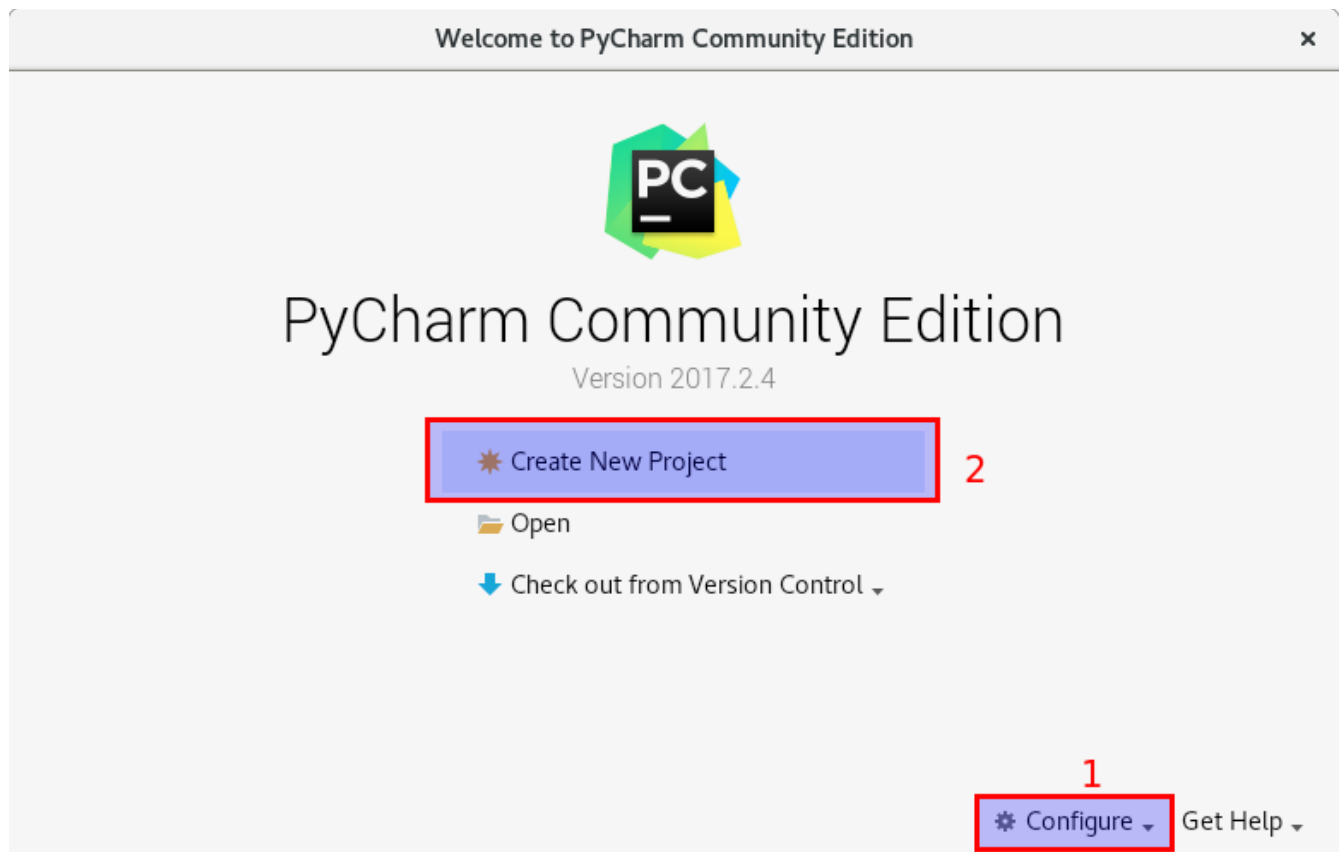 Welcome to PyCharm Community Edition
PC
PyCharm Community Edition
Version 2017.2.4
Create New Project
2
Open
Check out from Version Control
1
Configure
Get Help